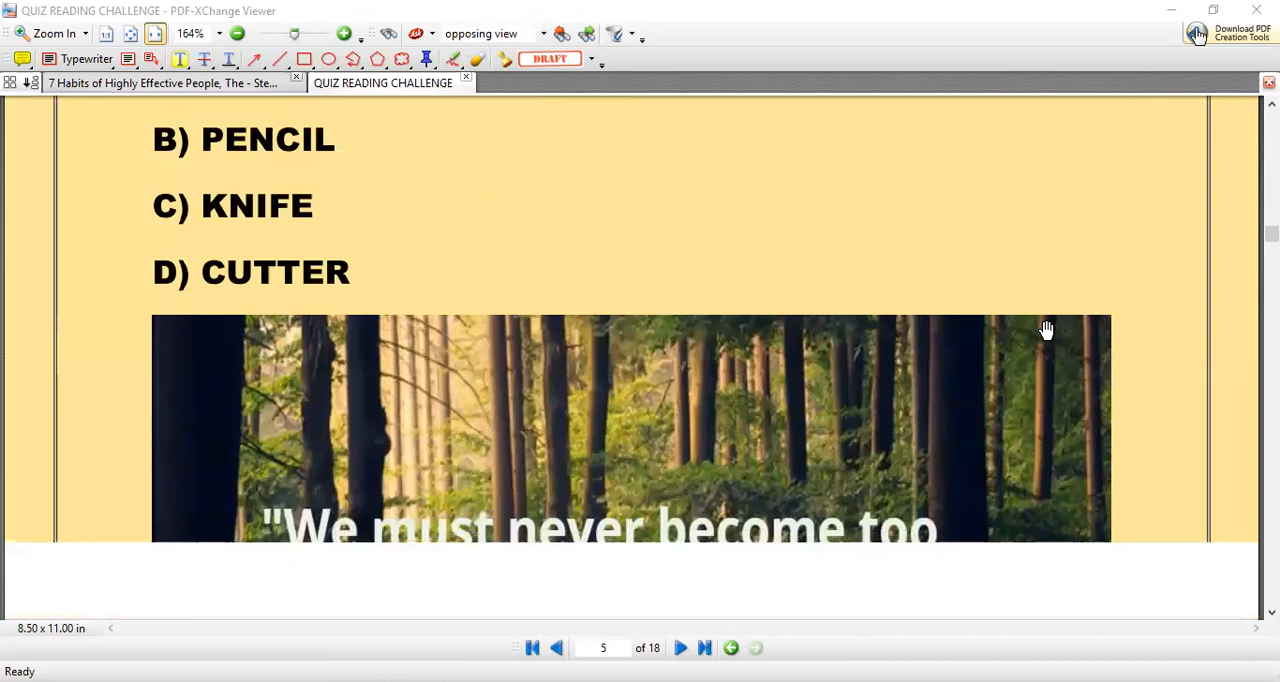 QUIZ READING CHALLENGE - PDF-XChange Viewer
Zoom In
164%
opposing view
Download PDF
Creation Tools
Typewriter
DRAFT
7 Habits of Highly Effective People, The - Ste...
QUIZ READING CHALLENGE
B) PENCIL
C) KNIFE
D) CUTTER
"We must never become too
8.50 x 11.00 in
5
of 18
Ready